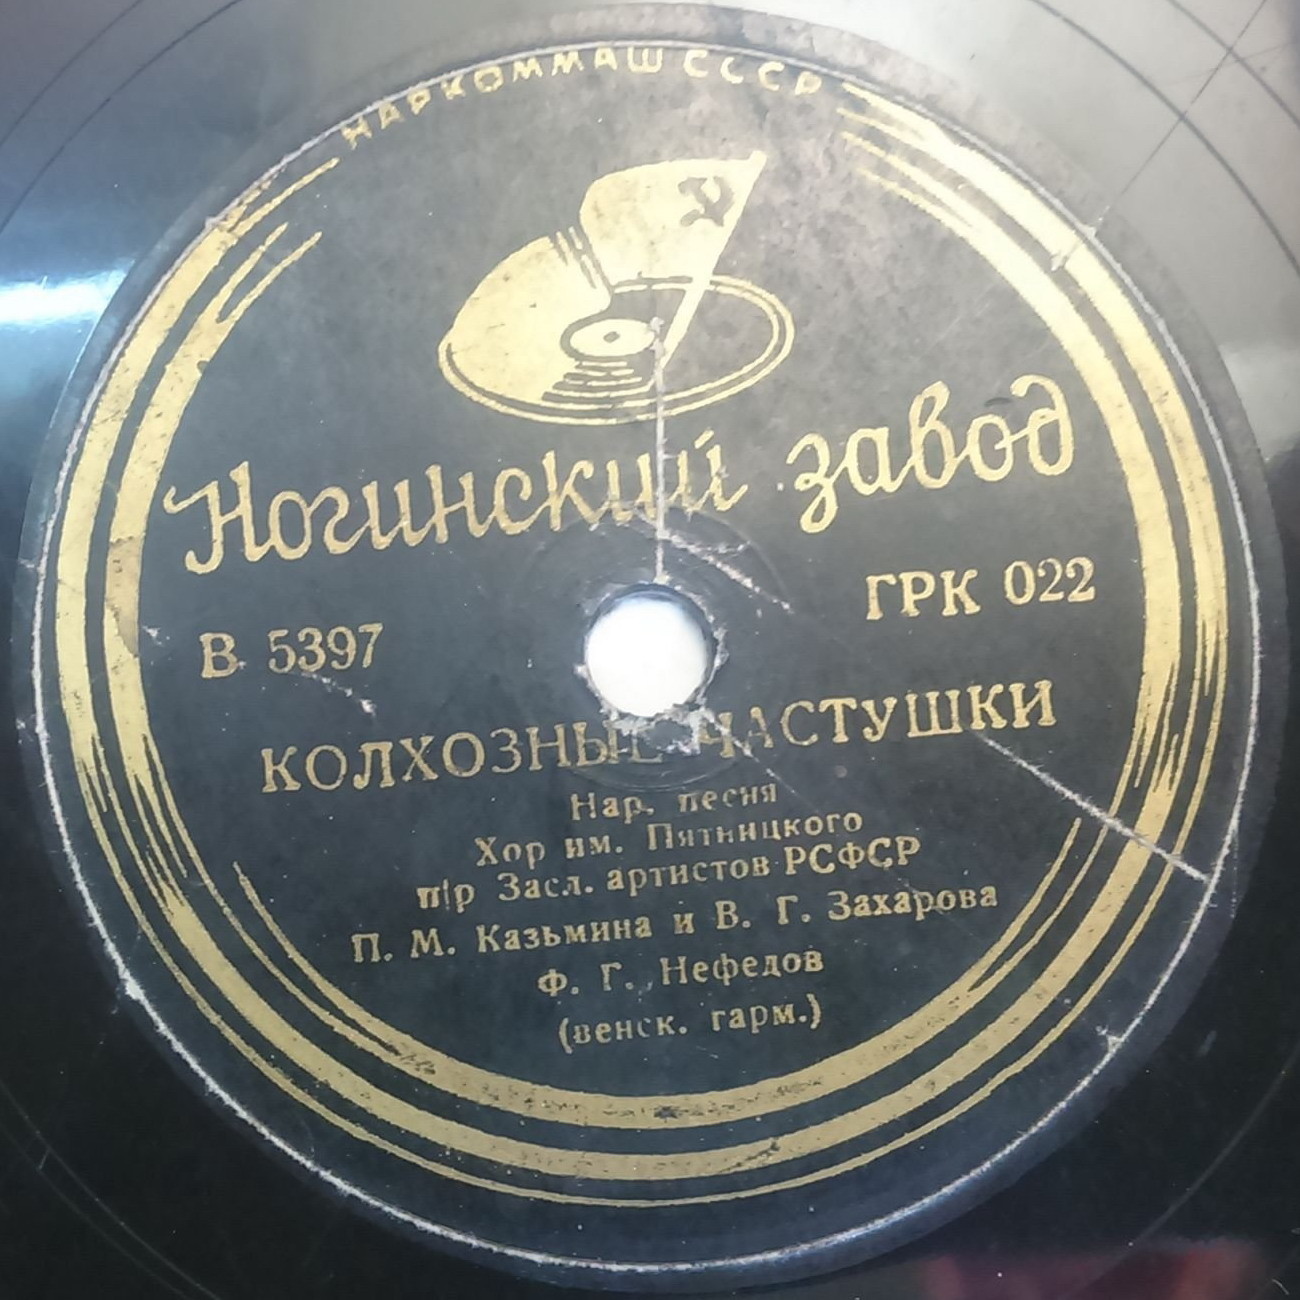 НАРКОММАШ СССР
Ногинский завод
ГРК 022
В 5397
КОЛХОЗНЫЕ ЧАСТУШКИ
Нар. песня
Хор им. Пятницкого
п/р Засл. артистов РСФСР
П. М. Казьмина и В. Г. Захарова
Ф. Г. Нефедов
(венск. гарм.)